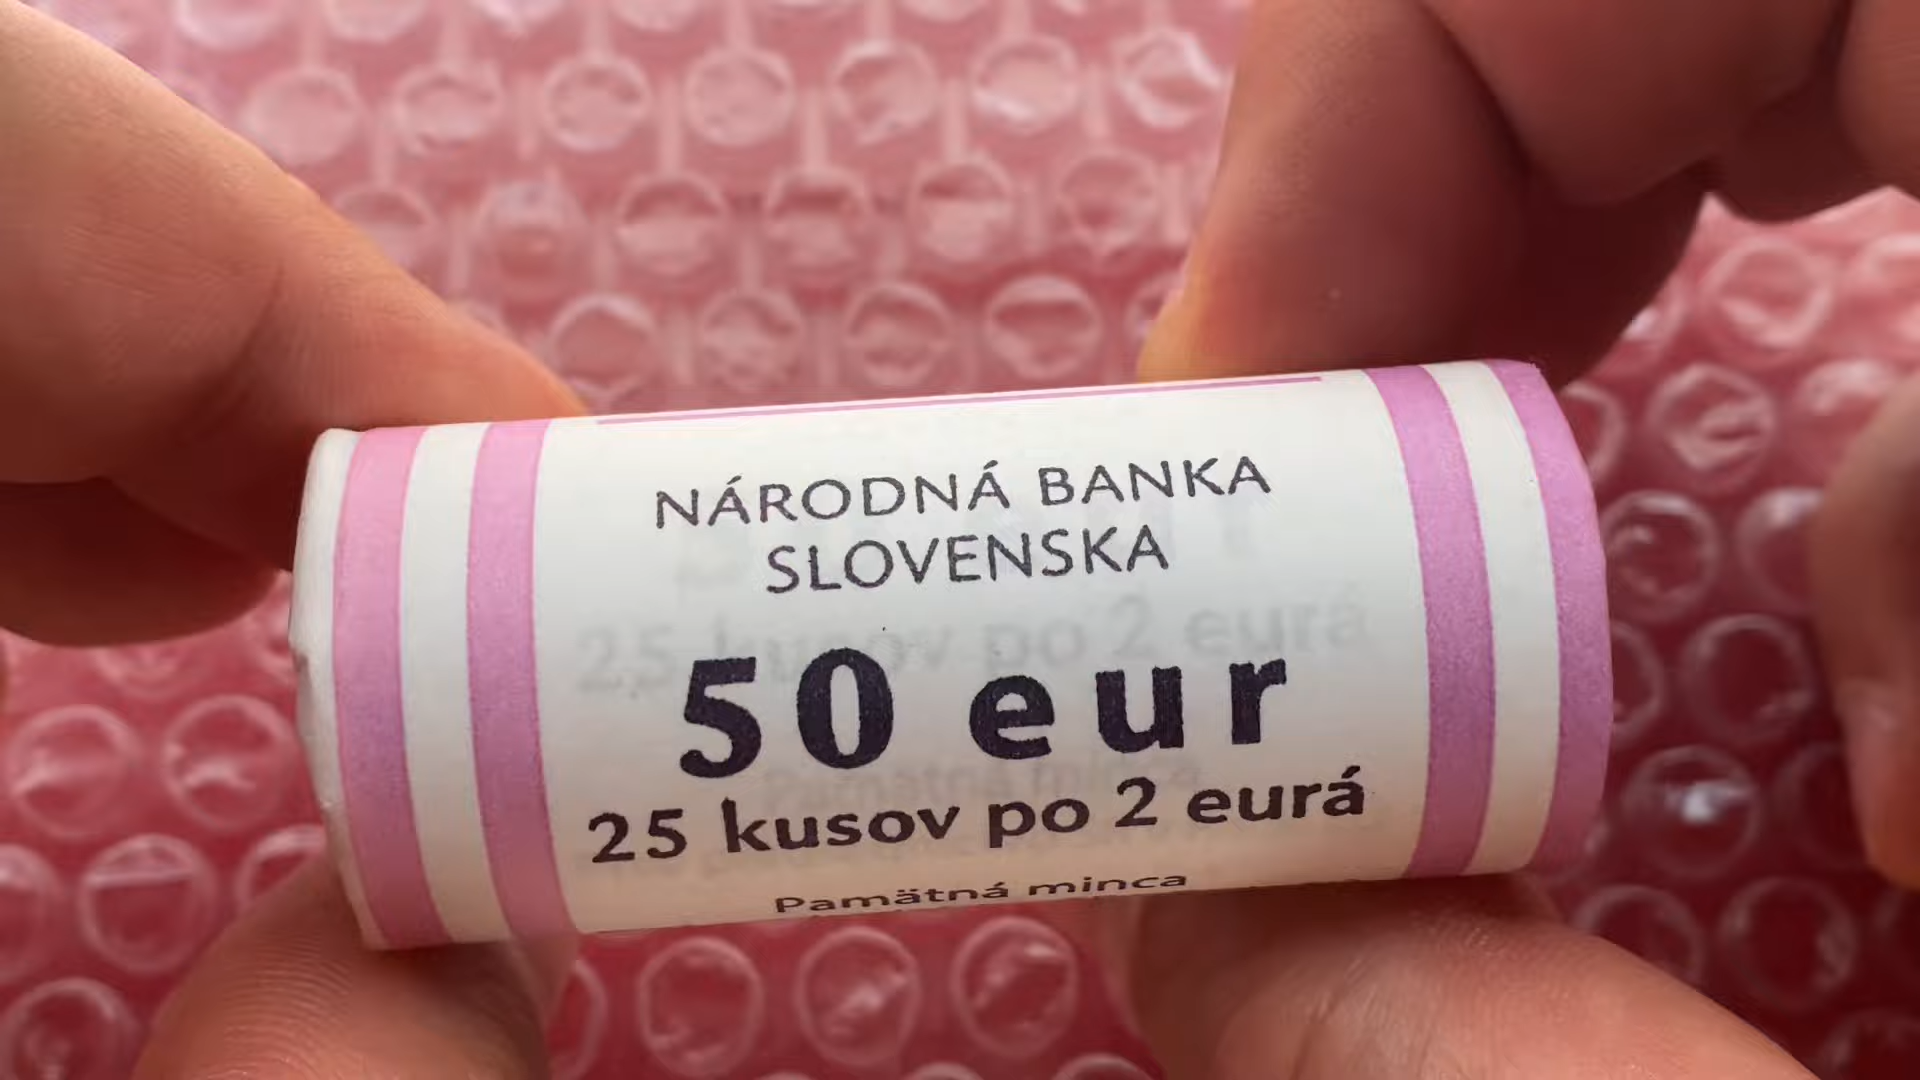 NÁRODNÁ BANKA
SLOVENSKA
50 eur
25 kusov po 2 eurá
Pamätná minca